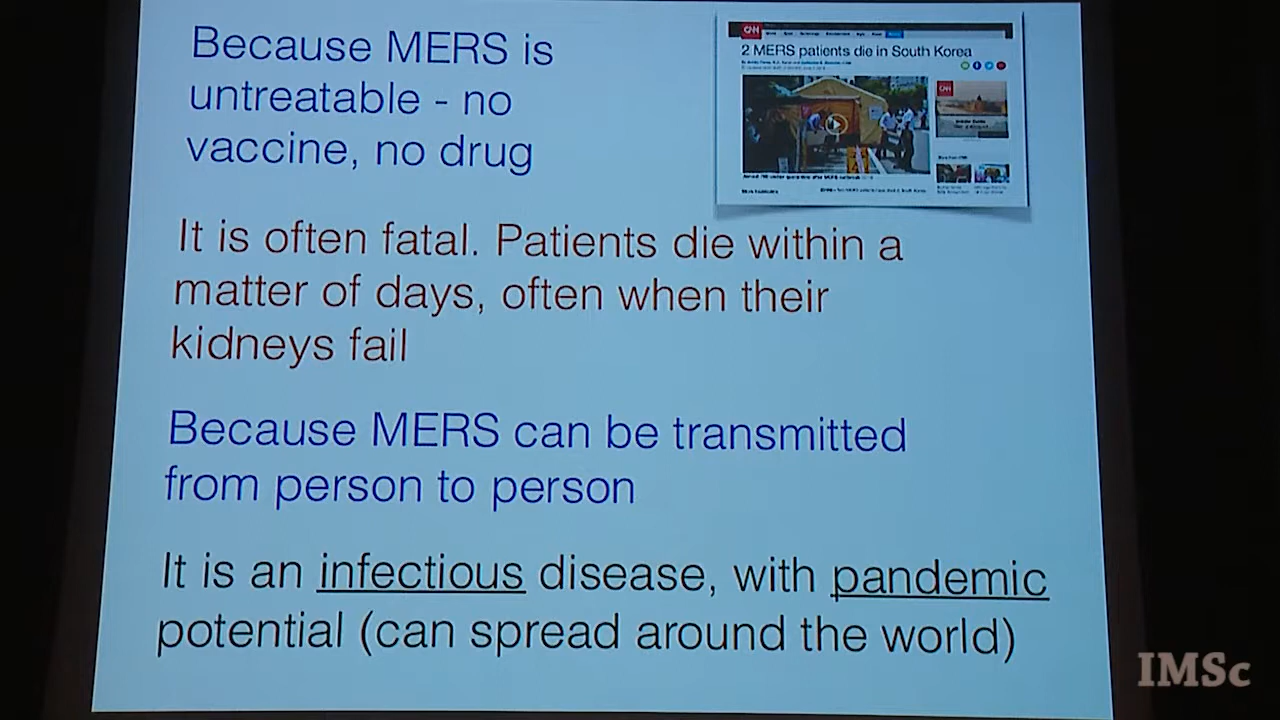 Because MERS is
untreatable - no
vaccine, no drug
CNN
2 MERS patients die in South Korea
CNN
It is often fatal. Patients die within a
matter of days, often when their
kidneys fail
Because MERS can be transmitted
from person to person
It is an infectious disease, with pandemic
potential (can spread around the world)
IMSc